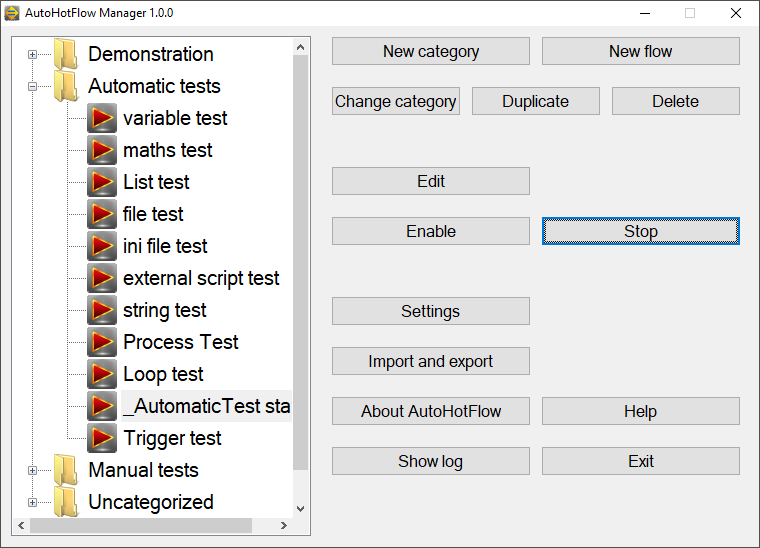 AutoHotFlow Manager 1.0.0
Demonstration
Automatic tests
variable test
maths test
List test
file test
ini file test
external script test
string test
Process Test
Loop test
_AutomaticTest sta
Trigger test
Manual tests
Uncategorized
New category
New flow
Change category
Duplicate
Delete
Edit
Enable
Stop
Settings
Import and export
About AutoHotFlow
Help
Show log
Exit